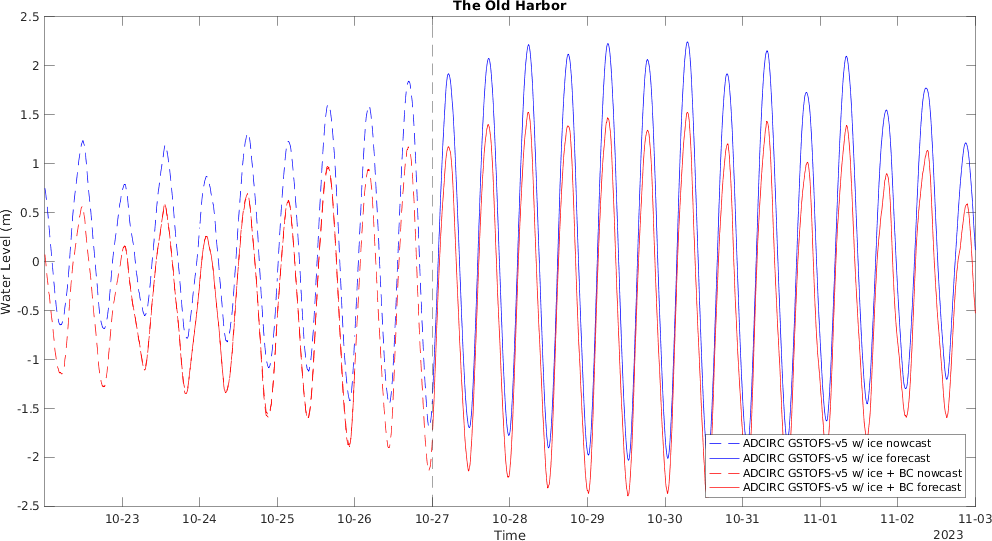 The Old Harbor
2.5
2
1.5
1
0.5
0
-0.5
-1
-1.5
-2
-2.5
Water Level (m)
ADCIRC GSTOFS-v5 w/ ice nowcast
ADCIRC GSTOFS-v5 w/ ice forecast
ADCIRC GSTOFS-v5 w/ ice + BC nowcast
ADCIRC GSTOFS-v5 w/ ice + BC forecast
10-23 10-24 10-25 10-26 10-27 10-28 10-29 10-30 10-31 11-01 11-02 11-03
Time
2023